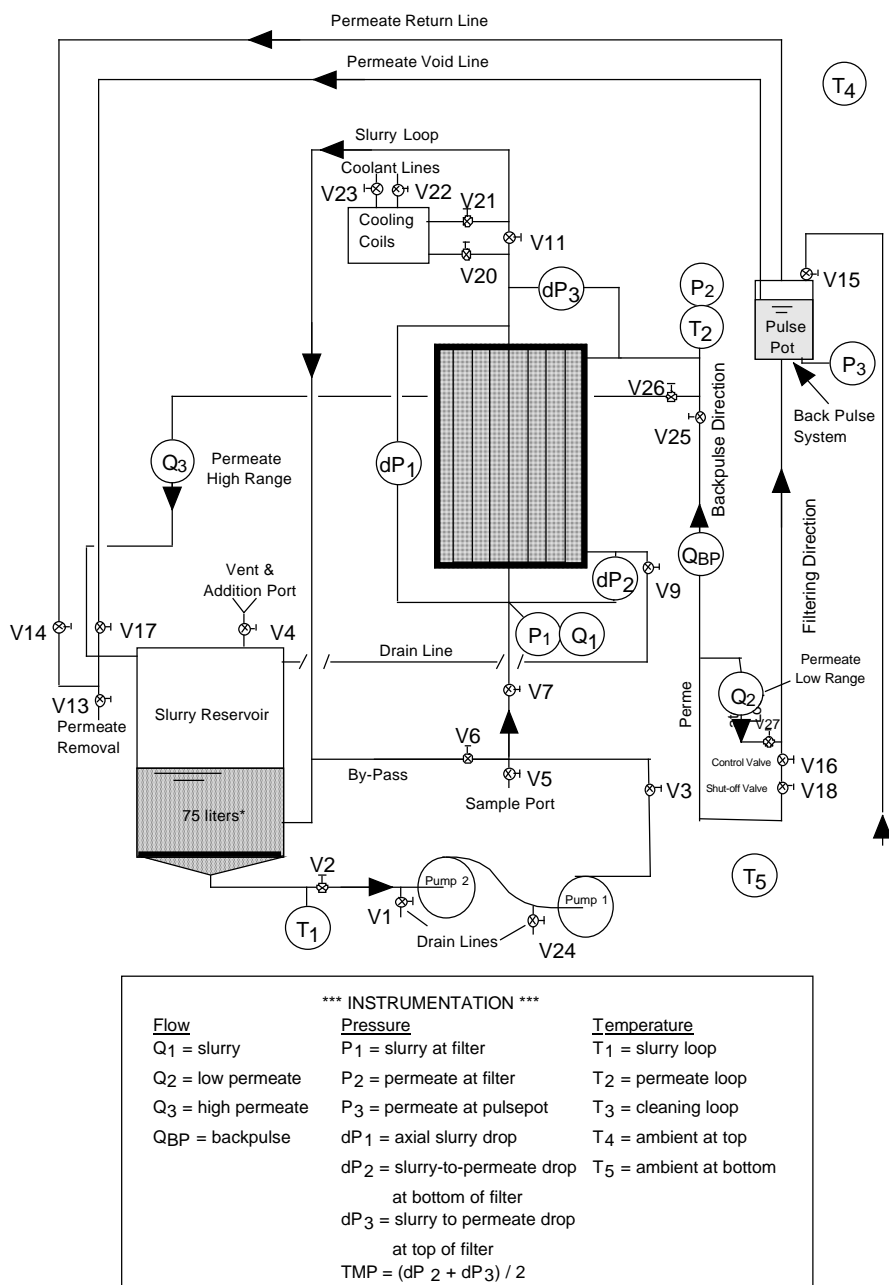 Permeate Return Line
Permeate Void Line
T4
Slurry Loop
Coolant Lines
V23
V22
V21
Cooling
Coils
V11
V20
dP3
P2
T2
V15
Pulse
Pot
P3
Back Pulse
System
V26
V25
Backpulse Direction
Q3
Permeate
High Range
dP1
QBP
Filtering Direction
dP2
V9
Vent &
Addition Port
V14
V17
V4
P1
Q1
Drain Line
V7
Permeate
Low Range
Q2
V27
Perme
V13
Permeate
Removal
Slurry Reservoir
V6
By-Pass
V5
Sample Port
V3
Control Valve
V16
Shut-off Valve
V18
75 liters*
V2
Pump 2
Pump 1
T5
T1
V1
Drain Lines
V24
*** INSTRUMENTATION ***
Flow
Q1 = slurry
Q2 = low permeate
Q3 = high permeate
QBP = backpulse
Pressure
P1 = slurry at filter
P2 = permeate at filter
P3 = permeate at pulsepot
dP1 = axial slurry drop
dP2 = slurry-to-permeate drop
at bottom of filter
dP3 = slurry to permeate drop
at top of filter
TMP = (dP 2 + dP3) / 2
Temperature
T1 = slurry loop
T2 = permeate loop
T3 = cleaning loop
T4 = ambient at top
T5 = ambient at bottom